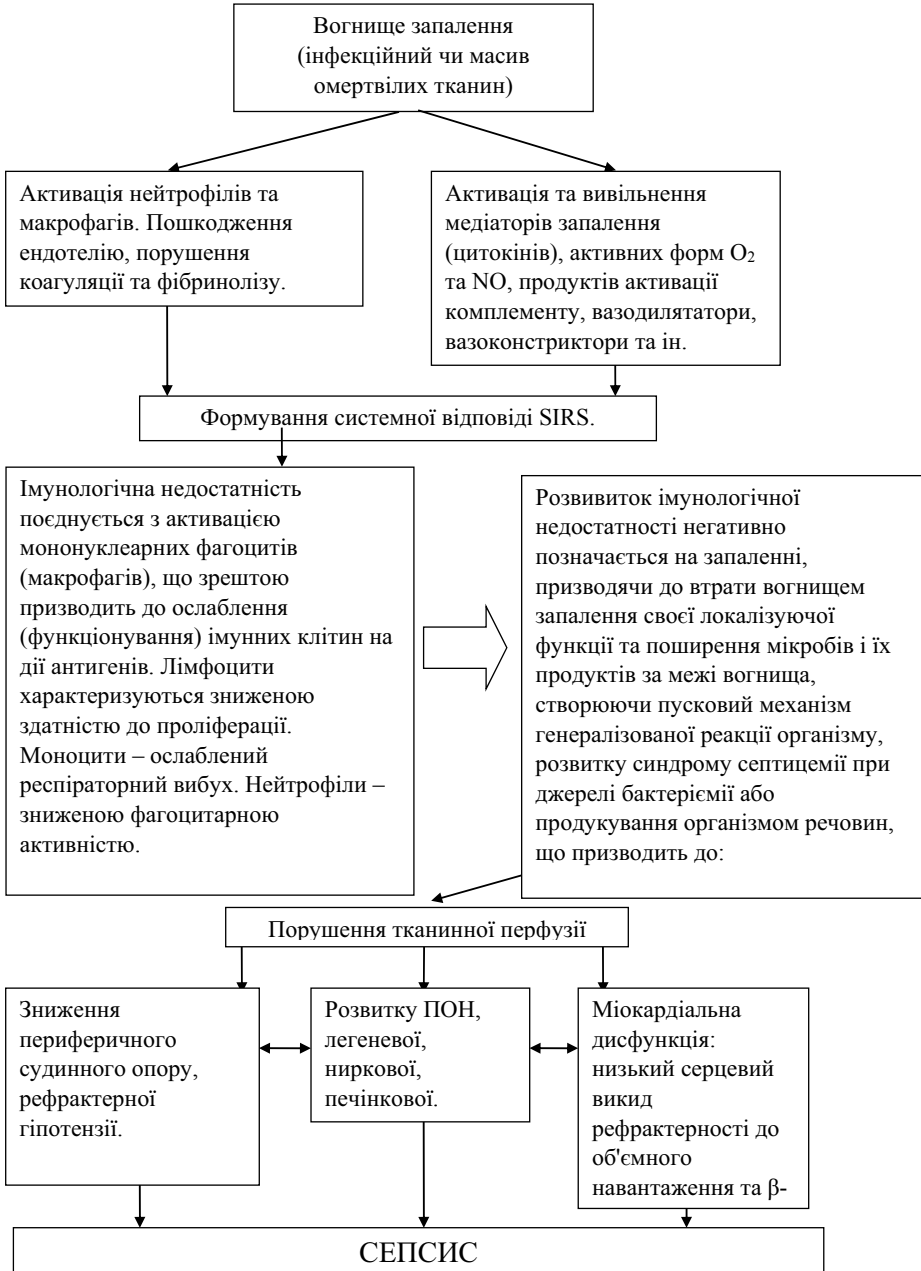 Вогнище запалення
(інфекційний чи масив
омертвілих тканин)
Активація нейтрофілів та
макрофагів. Пошкодження
ендотелію, порушення
коагуляції та фібринолізу.
Активація та вивільнення
медіаторів запалення
(цитокінів), активних форм O₂
та NO, продуктів активації
комплементу, вазодилятатори,
вазоконстриктори та ін.
Формування системної відповіді SIRS.
Імунологічна недостатність
поєднується з активацією
мононуклеарних фагоцитів
(макрофагів), що зрештою
призводить до ослаблення
(функціонування) імунних клітин на
дії антигенів. Лімфоцити
характеризуються зниженою
здатністю до проліферації.
Моноцити – ослаблений
респіраторний вибух. Нейтрофіли –
зниженою фагоцитарною
активністю.
Розвивиток імунологічної
недостатності негативно
позначається на запаленні,
призводячи до втрати вогнищем
запалення своєї локалізуючої
функції та поширення мікробів і їх
продуктів за межі вогнища,
створюючи пусковий механізм
генералізованої реакції організму,
розвитку синдрому септицемії при
джерелі бактеріємії або
продукування організмом речовин,
що призводить до:
Порушення тканинної перфузії
Зниження
периферичного
судинного опору,
рефрактерної
гіпотензії.
Розвитку ПОН,
легеневої,
ниркової,
печінкової.
Міокардіальна
дисфункція:
низький серцевий
викид
рефрактерності до
об'ємного
навантаження та β-
СЕПСИС